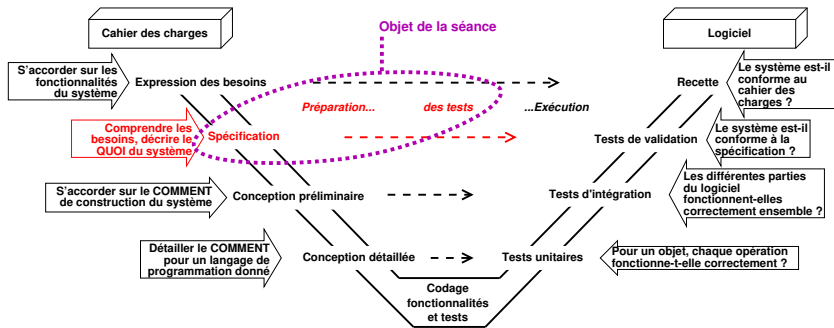 Objet de la séance
Cahier des charges
Logiciel
S'accorder sur les
fonctionnalités
du système
Expression des besoins
Recette
Le système est-il
conforme au
cahier des
charges ?
Préparation...
des tests
...Exécution
Comprendre les
besoins, décrire le
QUOI du système
Spécification
Tests de validation
Le système est-il
conforme à la
spécification ?
S'accorder sur le COMMENT
de construction du système
Conception préliminaire
Tests d'intégration
Les différentes parties
du logiciel
fonctionnent-elles
correctement ensemble ?
Détailler le COMMENT
pour un langage de
programmation donné
Conception détaillée
Tests unitaires
Pour un objet, chaque opération
fonctionne-t-elle correctement ?
Codage
fonctionnalités
et tests